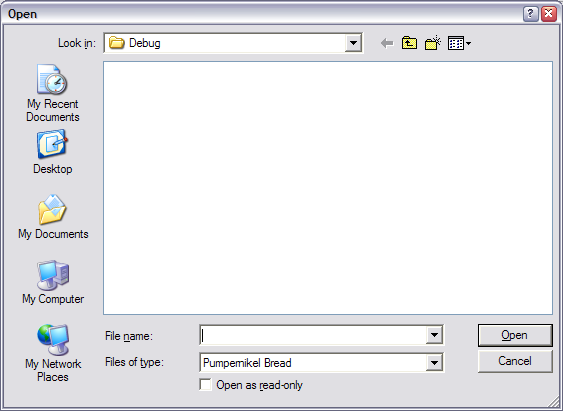 Open
Look in:
Debug
My Recent
Documents
Desktop
My Documents
My Computer
My Network
Places
File name:
Open
Files of type:
Pumpernikel Bread
Cancel
Open as read-only